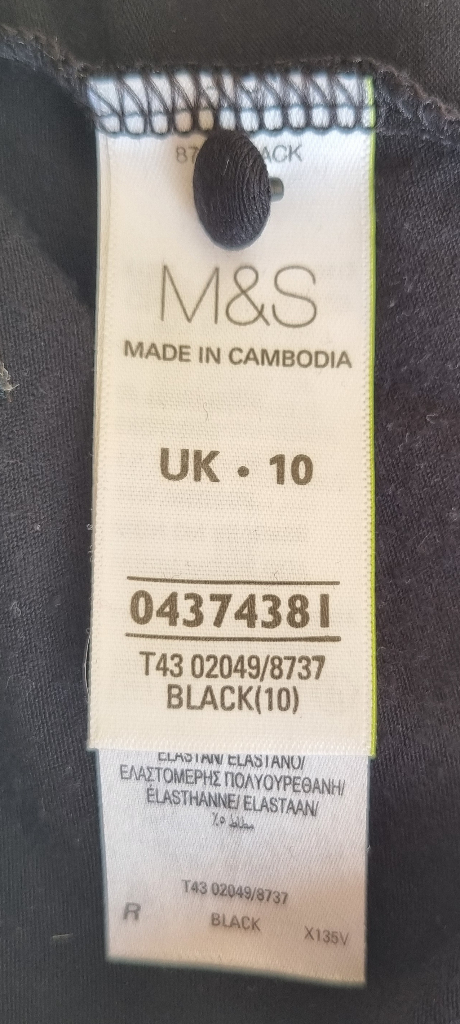 M&S
MADE IN CAMBODIA
UK • 10
04374381
T43 02049/8737
BLACK(10)
ELASTAN/ ELASTANO/
ΕΛΑΣΤΟΜΕΡΗΣ ΠΟΛΥΟΥΡΕΘΑΝΗ/
ÉLASTHANNE/ ELASTAAN/
T43 02049/8737
R BLACK X135V